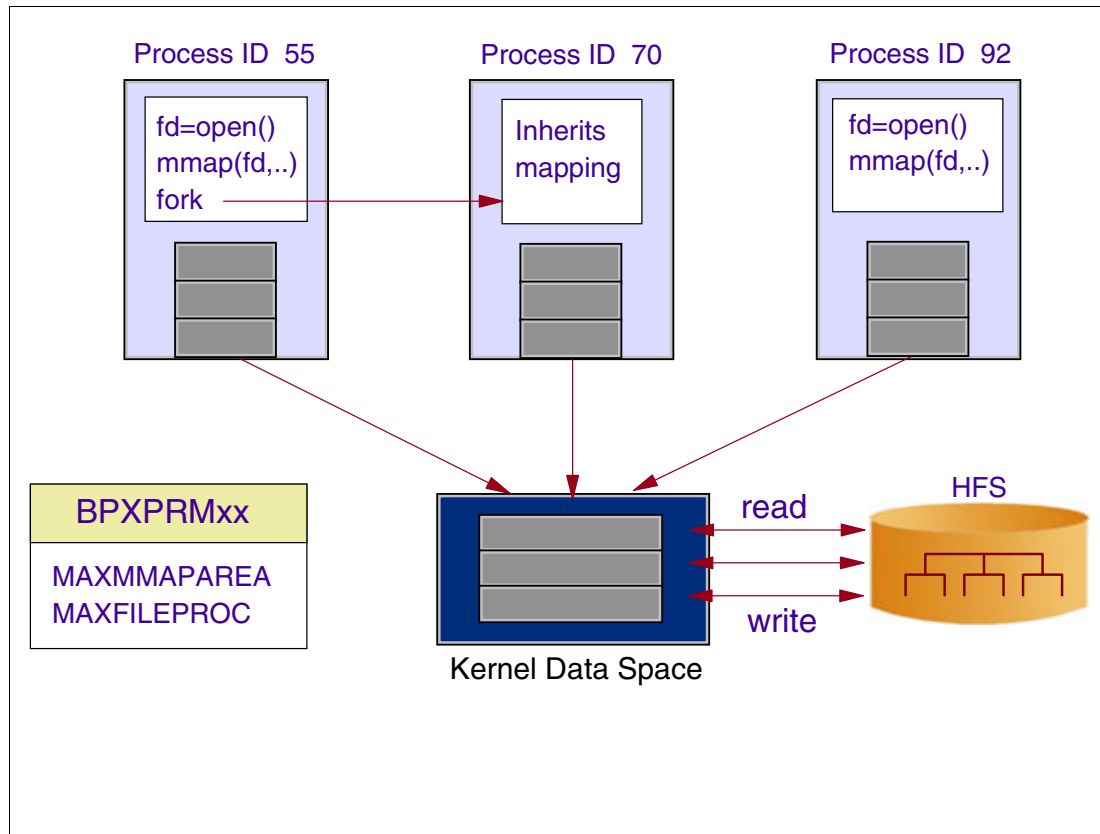 Process ID  55
Process ID  70
Process ID  92
fd=open()
mmap(fd,..)
fork
Inherits
mapping
fd=open()
mmap(fd,..)
BPXPRMxx
MAXMMAPAREA
MAXFILEPROC
read
write
HFS
Kernel Data Space